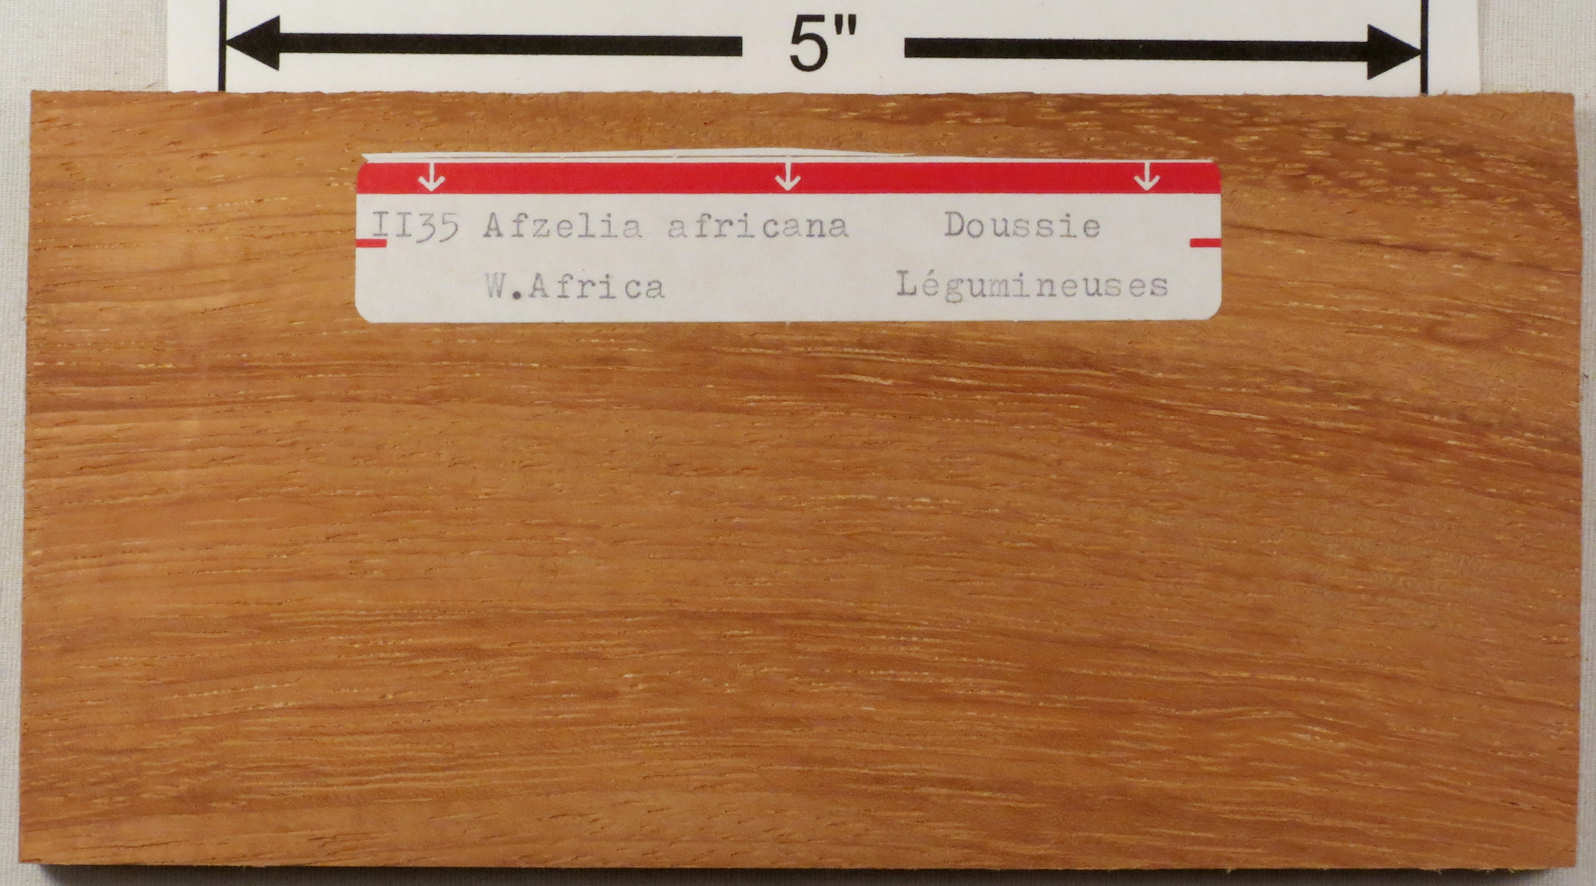 5"
II35 Afzelia africana Doussie
W.Africa Légumineuses